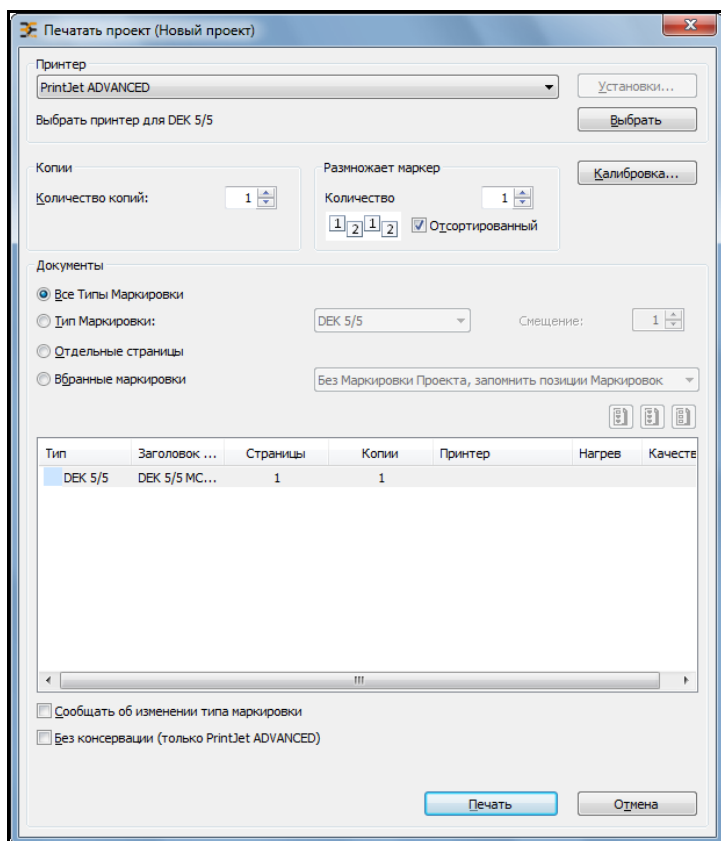 Печатать проект (Новый проект)
Принтер
PrintJet ADVANCED
Установки...
Выбрать принтер для DEK 5/5
Выбрать
Копии
Количество копий: 1
Размножает маркер
Количество 1
1 2 1 2 Отсортированный
Калибровка...
Документы
Все Типы Маркировки
Тип Маркировки: DEK 5/5 Смещение: 1
Отдельные страницы
Вбранные маркировки Без Маркировки Проекта, запомнить позиции Маркировок
Тип Заголовок ... Страницы Копии Принтер Нагрев Качеств
DEK 5/5 DEK 5/5 MC... 1 1
Сообщать об изменении типа маркировки
Без консервации (только PrintJet ADVANCED)
Печать Отмена